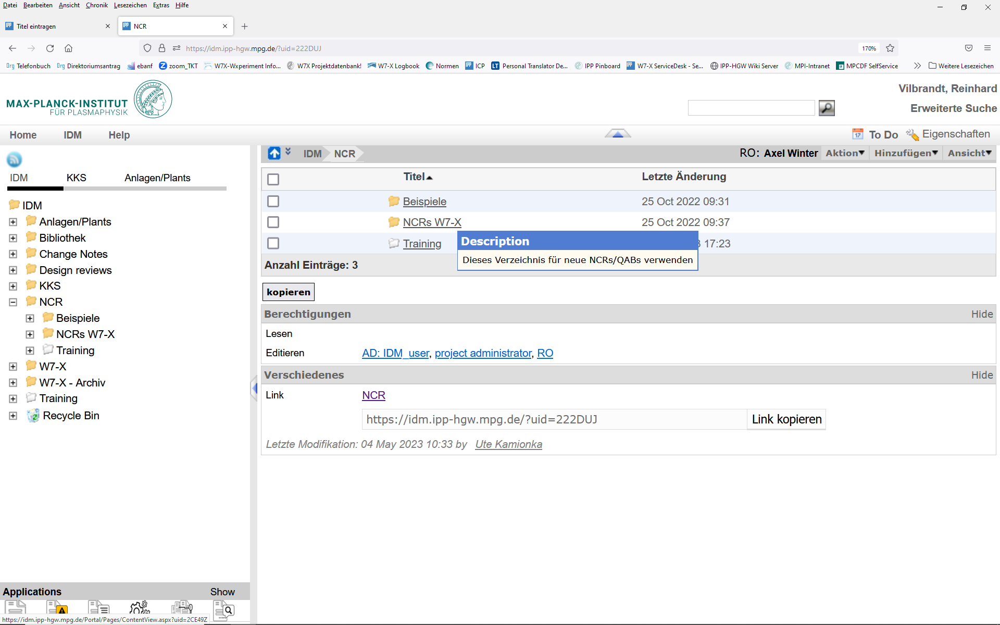 Datei Bearbeiten Ansicht Chronik Lesezeichen Extras Hilfe
Titel eintragen
NCR
https://idm.ipp-hgw.mpg.de/?uid=222DUJ
170%
Telefonbuch Direktoriumsantrag ebanf zoom_TKT W7X-Wxperiment Info... W7X Projektdatenbank! W7-X Logbook Normen ICP Personal Translator De... IPP Pinboard W7-X ServiceDesk - Se... IPP-HGW Wiki Server MPI-Intranet MPCDF SelfService Weitere Lesezeichen
MAX-PLANCK-INSTITUT
FÜR PLASMAPHYSIK
Vilbrandt, Reinhard
Erweiterte Suche
Home IDM Help
To Do Eigenschaften
IDM KKS Anlagen/Plants
IDM
Anlagen/Plants
Bibliothek
Change Notes
Design reviews
KKS
NCR
Beispiele
NCRs W7-X
Training
W7-X
W7-X - Archiv
Training
Recycle Bin
Applications Show
https://idm.ipp-hgw.mpg.de/Portal/Pages/ContentView.aspx?uid=2CE49Z
IDM NCR RO: Axel Winter Aktion Hinzufügen Ansicht
Titel Letzte Änderung
Beispiele 25 Oct 2022 09:31
NCRs W7-X 25 Oct 2022 09:37
Training 17:23
Description
Dieses Verzeichnis für neue NCRs/QABs verwenden
Anzahl Einträge: 3
kopieren
Berechtigungen Hide
Lesen
Editieren AD: IDM_user, project administrator, RO
Verschiedenes Hide
Link NCR
https://idm.ipp-hgw.mpg.de/?uid=222DUJ Link kopieren
Letzte Modifikation: 04 May 2023 10:33 by Ute Kamionka